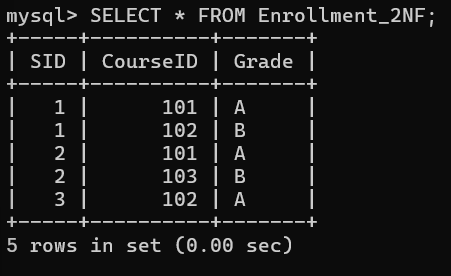 mysql> SELECT * FROM Enrollment_2NF;
+-----+----------+-------+
| SID | CourseID | Grade |
+-----+----------+-------+
|   1 |      101 | A     |
|   1 |      102 | B     |
|   2 |      101 | A     |
|   2 |      103 | B     |
|   3 |      102 | A     |
+-----+----------+-------+
5 rows in set (0.00 sec)